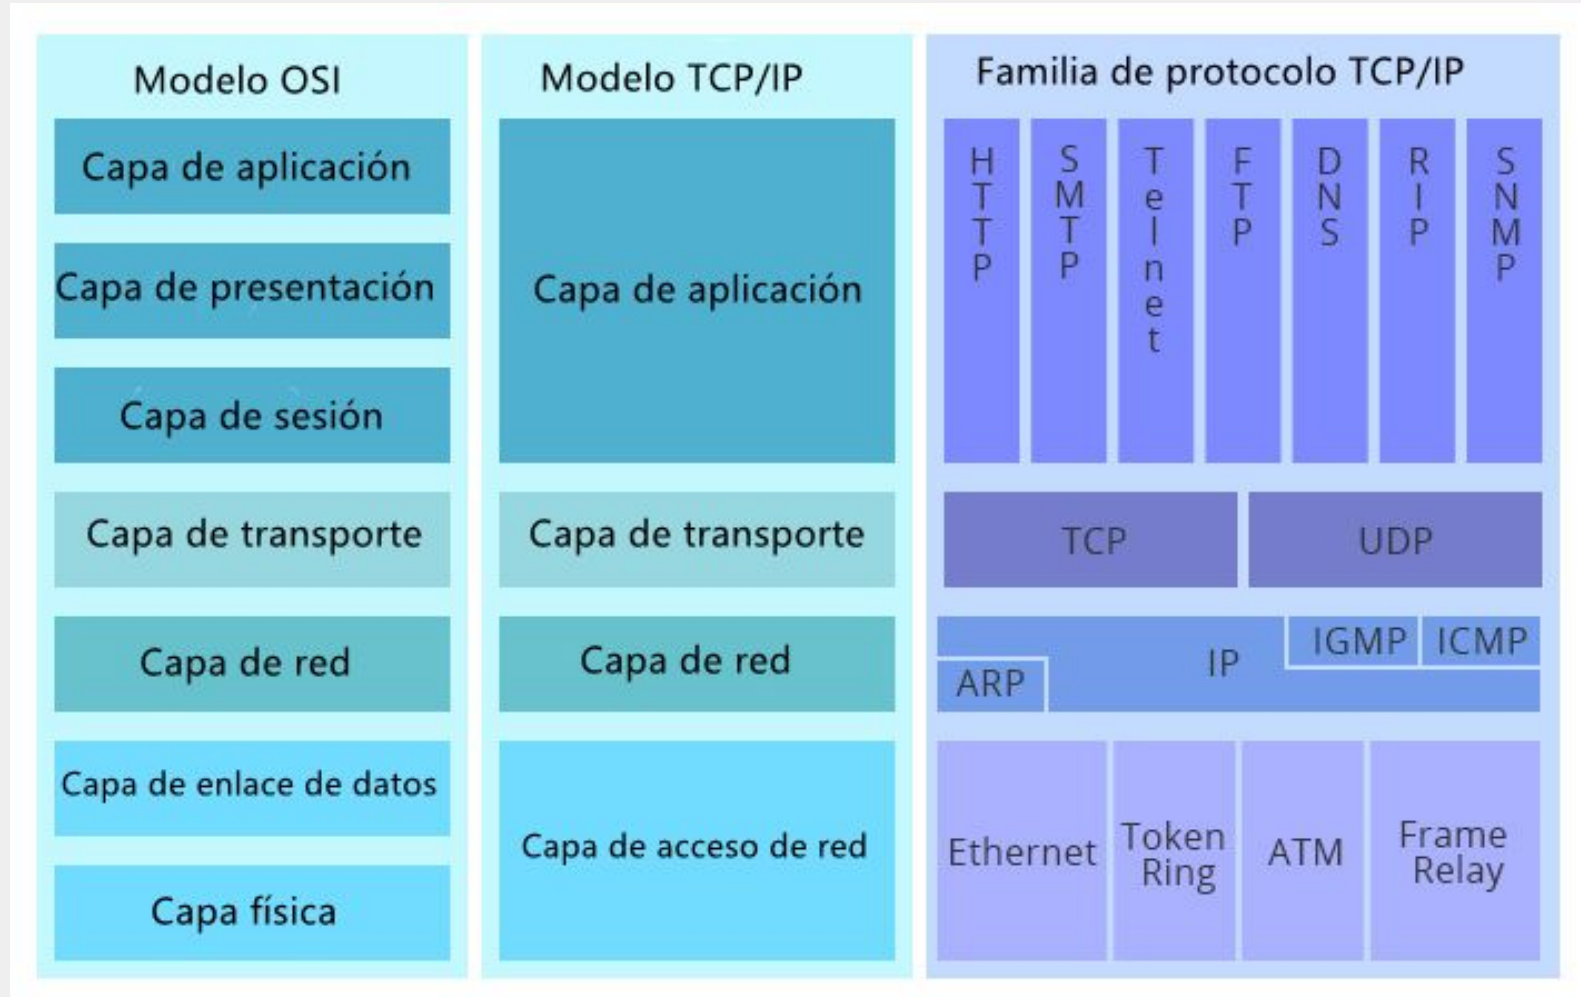 Modelo OSI
Capa de aplicación
Capa de presentación
Capa de sesión
Capa de transporte
Capa de red
Capa de enlace de datos
Capa física
Modelo TCP/IP
Capa de aplicación
Capa de transporte
Capa de red
Capa de acceso de red
Familia de protocolo TCP/IP
HTTP
SMTP
Telnet
FTP
DNS
RIP
SNMP
TCP
UDP
ARP
IP
IGMP
ICMP
Ethernet
Token
Ring
ATM
Frame
Relay